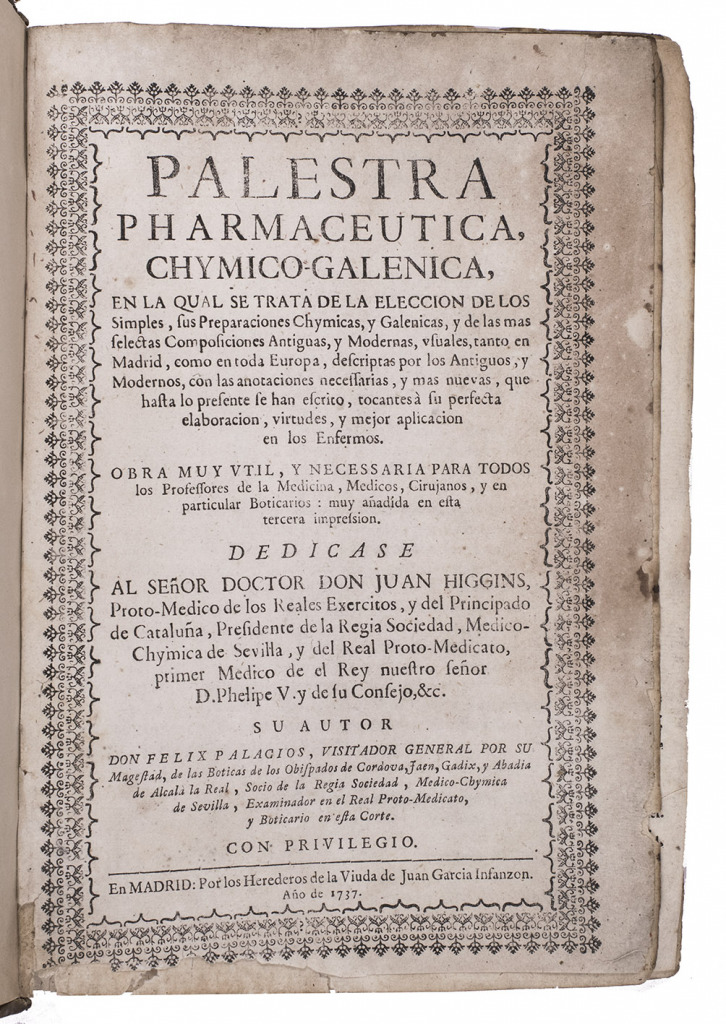 PALESTRA
PHARMACEUTICA,
CHYMICO-GALENICA,
EN LA QUAL SE TRATA DE LA ELECCION DE LOS
Simples, ſus Preparaciones Chymicas, y Galenicas, y de las mas
ſelectas Compoſiciones Antiguas, y Modernas, vſuales, tanto en
Madrid, como en toda Europa, deſcriptas por los Antiguos, y
Modernos, con las anotaciones neceſſarias, y mas nuevas, que
haſta lo preſente ſe han eſcrito, tocantes à ſu perfecta
elaboracion, virtudes, y mejor aplicacion
en los Enfermos.
OBRA MUY VTIL, Y NECESSARIA PARA TODOS
los Profeſſores de la Medicina, Medicos, Cirujanos, y en
particular Boticarios: muy añadida en eſta
tercera impreſsion.
DEDICASE
AL SEñOR DOCTOR DON JUAN HIGGINS,
Proto-Medico de los Reales Exercitos, y del Principado
de Cataluña, Preſidente de la Regia Sociedad, Medico-
Chymica de Sevilla, y del Real Proto-Medicato,
primer Medico de el Rey nueſtro ſeñor
D. Phelipe V. y de ſu Conſejo, &c.
SU AUTOR
DON FELIX PALACIOS, VISITADOR GENERAL POR SU
Mageſtad, de las Boticas de los Obiſpados de Cordova, Jaen, Cadix, y Abadia
de Alcalà la Real, Socio de la Regia Sociedad, Medico-Chymica
de Sevilla, Examinador en el Real Proto-Medicato,
y Boticario en eſta Corte.
CON PRIVILEGIO.
En MADRID: Por los Herederos de la Viuda de Juan Garcia Infanzon.
Año de 1737.